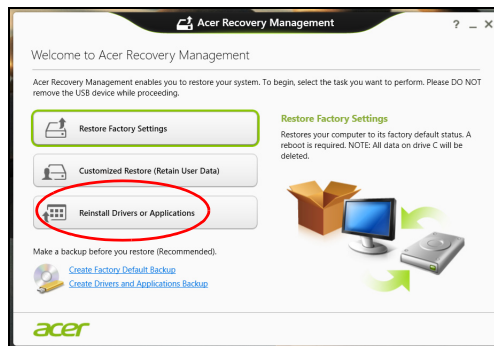 Acer Recovery Management
? _ X
Welcome to Acer Recovery Management
Acer Recovery Management enables you to restore your system. To begin, select the task you want to perform. Please DO NOT
remove the USB device while proceeding.
Restore Factory Settings
Customized Restore (Retain User Data)
Reinstall Drivers or Applications
Restore Factory Settings
Restores your computer to its factory default status. A
reboot is required. NOTE: All data on drive C will be
deleted.
Make a backup before you restore (Recommended).
Create Factory Default Backup
Create Drivers and Applications Backup
acer